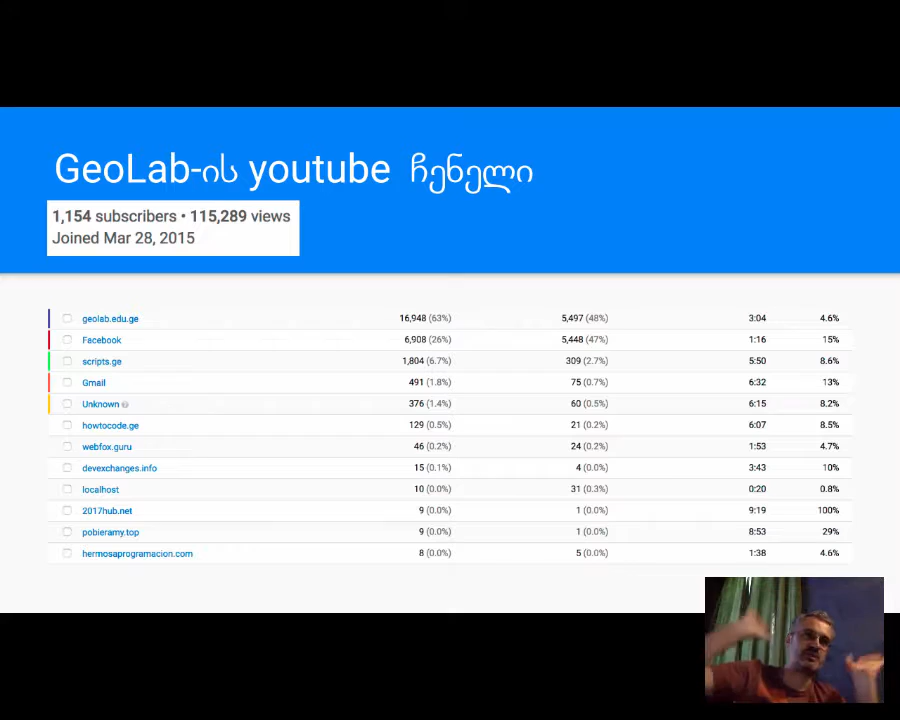 GeoLab-ის youtube ჩენელი
1,154 subscribers • 115,289 views
Joined Mar 28, 2015
geolab.edu.ge 16,948 (63%) 5,497 (48%) 3:04 4.6%
Facebook 6,908 (26%) 5,448 (47%) 1:16 15%
scripts.ge 1,804 (6.7%) 309 (2.7%) 5:50 8.6%
Gmail 491 (1.8%) 75 (0.7%) 6:32 13%
Unknown 376 (1.4%) 60 (0.5%) 6:15 8.2%
howtocode.ge 129 (0.5%) 21 (0.2%) 6:07 8.5%
webfox.guru 46 (0.2%) 24 (0.2%) 1:53 4.7%
devexchanges.info 15 (0.1%) 4 (0.0%) 3:43 10%
localhost 10 (0.0%) 31 (0.3%) 0:20 0.8%
2017hub.net 9 (0.0%) 1 (0.0%) 9:19 100%
pobieramy.top 9 (0.0%) 1 (0.0%) 8:53 29%
hermosaprogramacion.com 8 (0.0%) 5 (0.0%) 1:38 4.6%